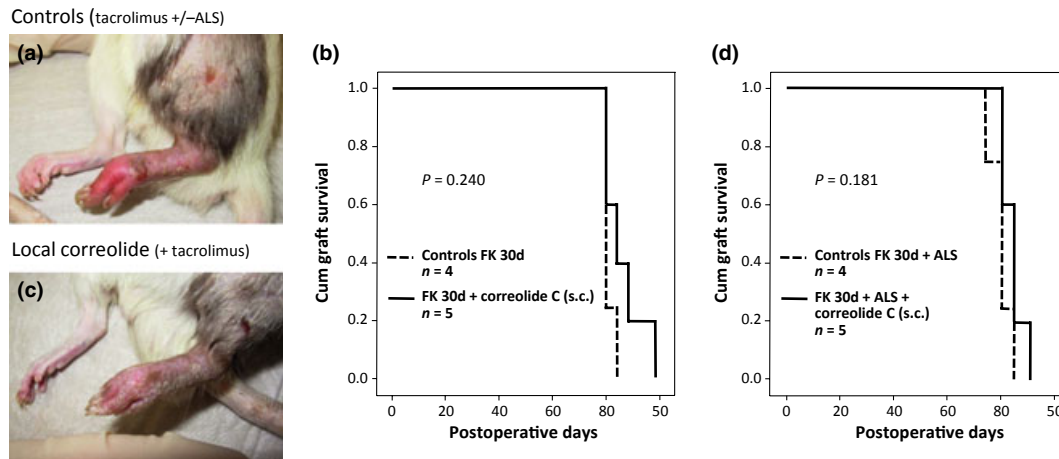 Controls (tacrolimus +/–ALS)
(a)
Local correolide (+ tacrolimus)
(c)
(b)
Cum graft survival
1.0
0.8
0.6
0.4
0.2
0.0
P = 0.240
Controls FK 30d
n = 4
FK 30d + correolide C (s.c.)
n = 5
0 20 40 60 80 50
Postoperative days
(d)
Cum graft survival
1.0
0.8
0.6
0.4
0.2
0.0
P = 0.181
Controls FK 30d + ALS
n = 4
FK 30d + ALS +
correolide C (s.c.)
n = 5
0 20 40 60 80 50
Postoperative days